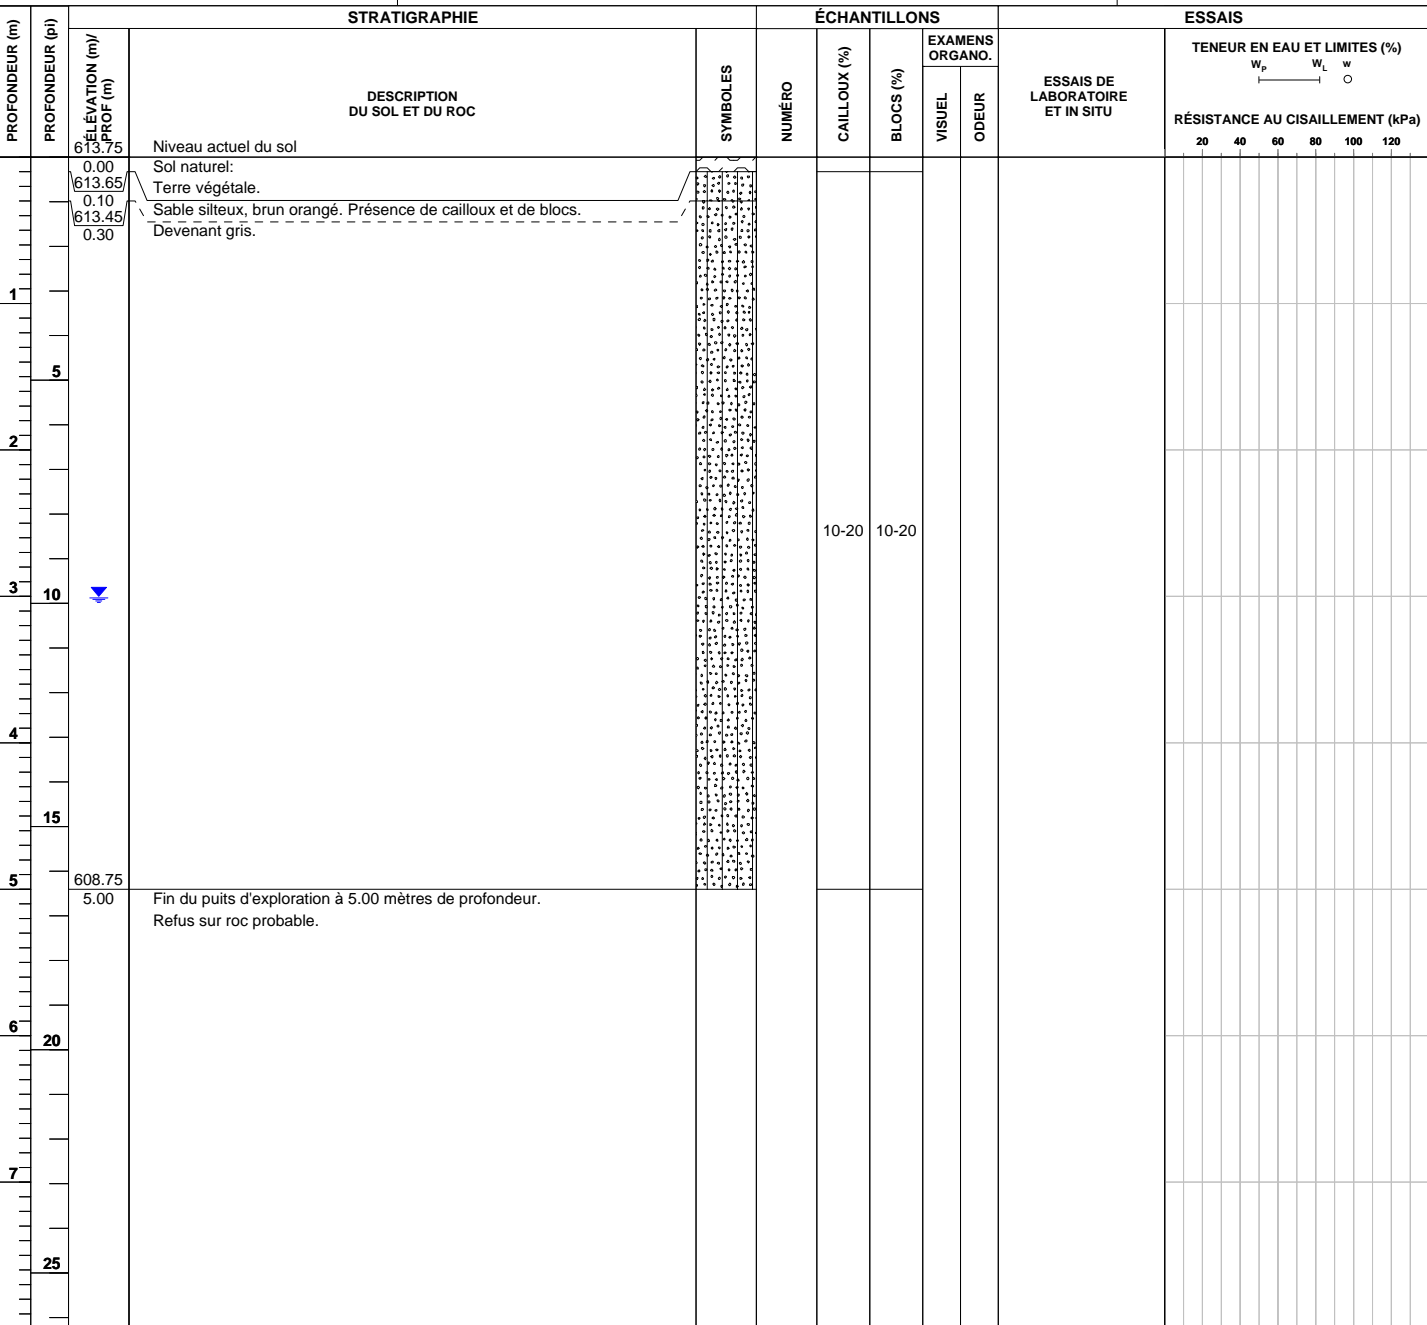 STRATIGRAPHIE
ÉCHANTILLONS
ESSAIS
PROFONDEUR (m)
PROFONDEUR (pi)
ÉLÉVATION (m)/
PROF (m)
DESCRIPTION
DU SOL ET DU ROC
SYMBOLES
NUMÉRO
CAILLOUX (%)
BLOCS (%)
EXAMENS
ORGANO.
VISUEL
ODEUR
ESSAIS DE
LABORATOIRE
ET IN SITU
TENEUR EN EAU ET LIMITES (%)
WP WL w
RÉSISTANCE AU CISAILLEMENT (kPa)
20 40 60 80 100 120
613.75 Niveau actuel du sol
0.00 Sol naturel:
613.65 Terre végétale.
0.10
613.45 Sable silteux, brun orangé. Présence de cailloux et de blocs.
0.30 Devenant gris.
1
5
2
10-20 10-20
3 10
4
15
5 608.75
5.00 Fin du puits d'exploration à 5.00 mètres de profondeur.
Refus sur roc probable.
6
20
7
25